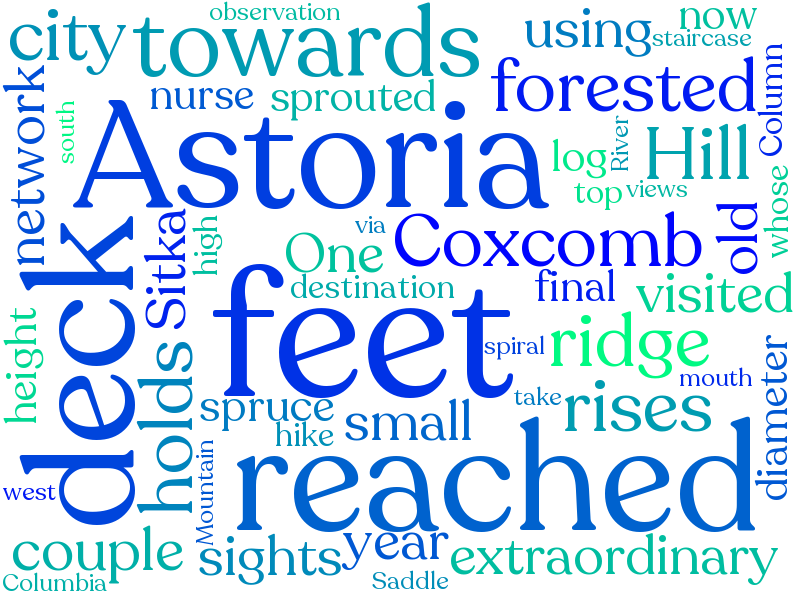 observation
city
towards
using
now
staircase
nurse
sprouted
forested
Column
network
south
Astoria
log
River
Hill
top
views
whose
deck
Sitka
high
via
One
Coxcomb
old
destination
final
visited
feet
height
holds
spiral
ridge
mouth
diameter
spruce
hike
small
take
rises
west
Mountain
reached
couple
sights
year
extraordinary
Columbia
Saddle